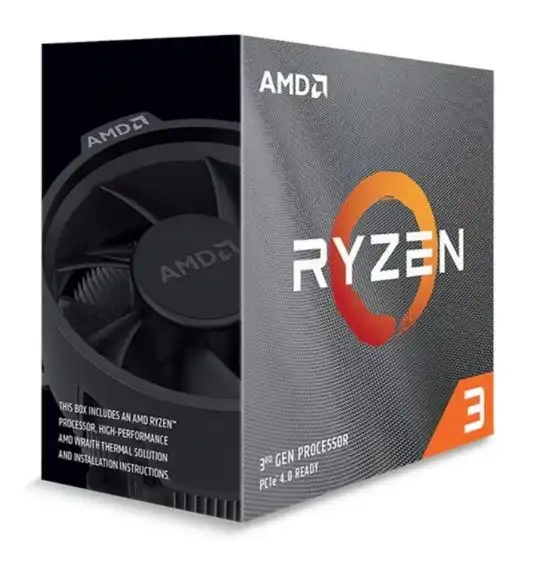 AMD
AMD
THIS BOX INCLUDES AN AMD RYZEN™
PROCESSOR, HIGH-PERFORMANCE
AMD WRAITH THERMAL SOLUTION
AND INSTALLATION INSTRUCTIONS.
AMD
RYZEN
3
3RD GEN PROCESSOR
PCIe® 4.0 READY